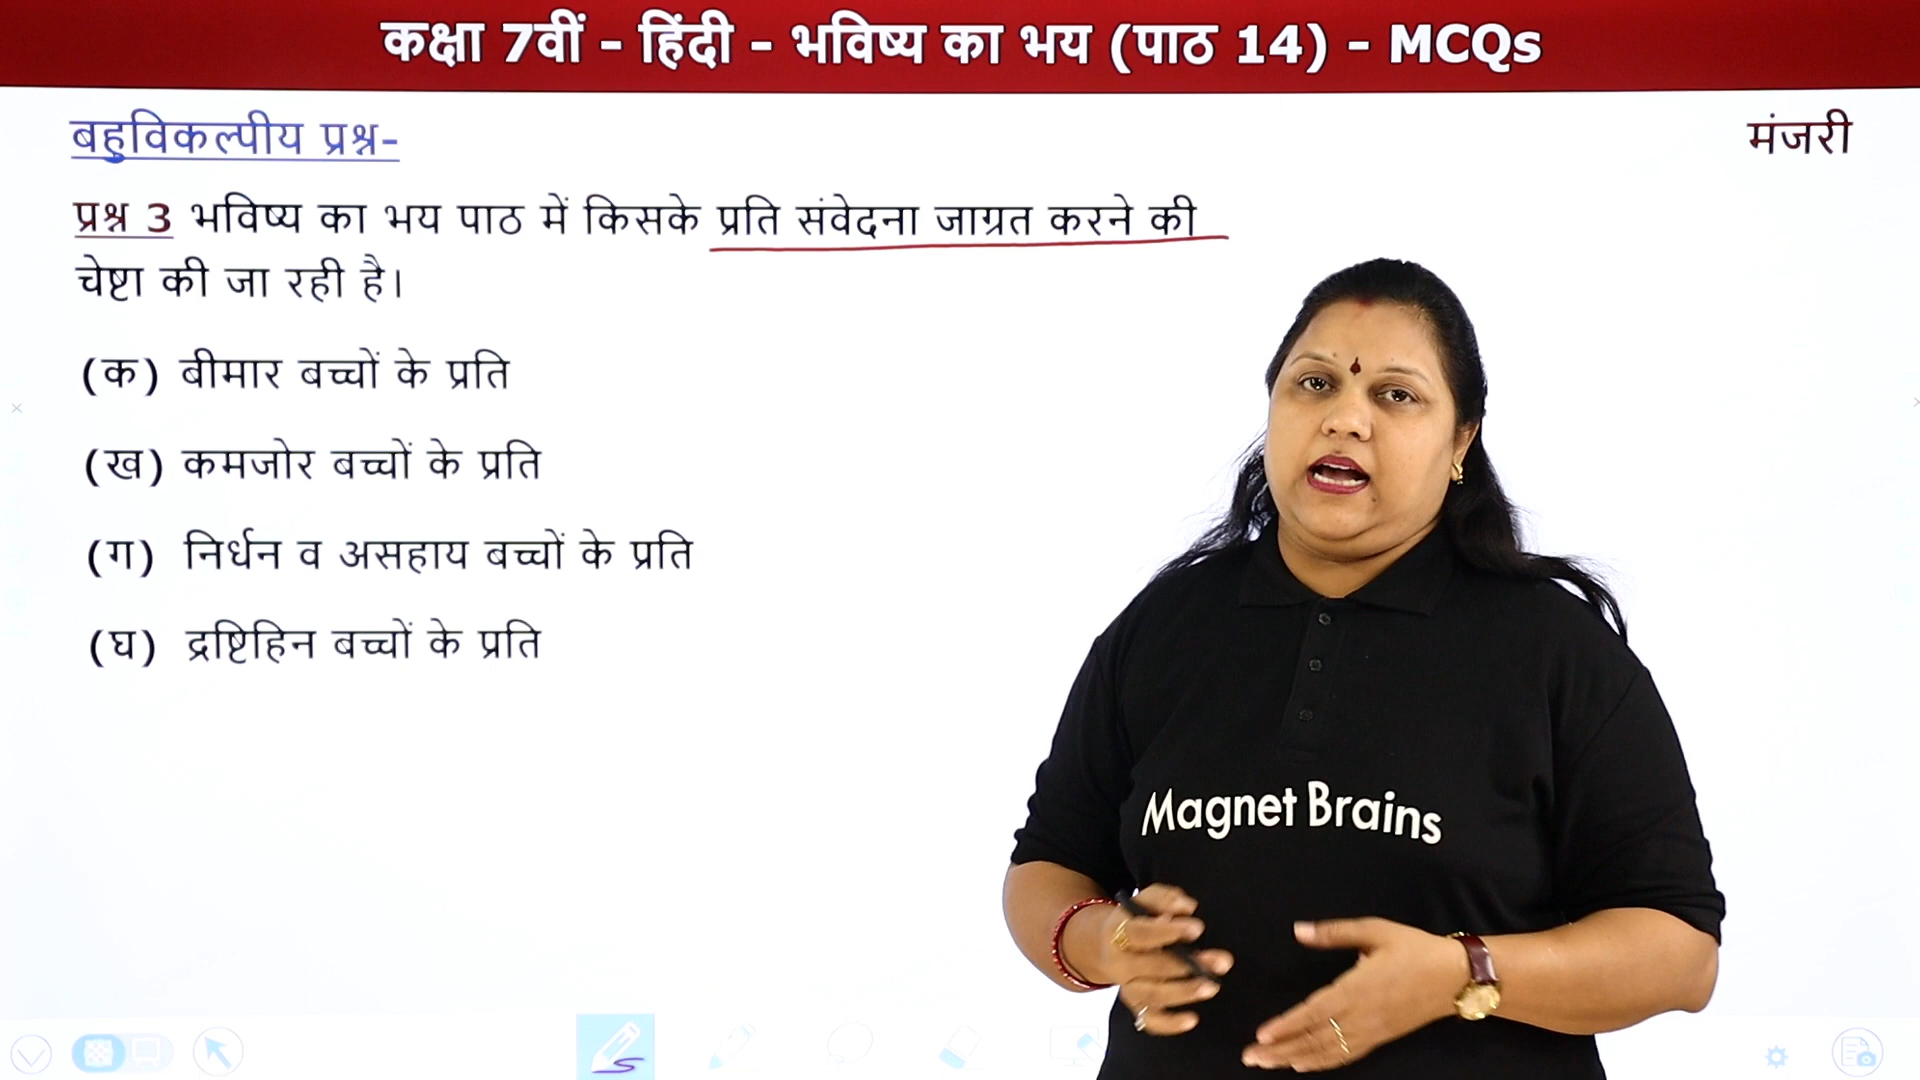 कक्षा 7वीं - हिंदी - भविष्य का भय (पाठ 14) - MCQs
बहुविकल्पीय प्रश्न-
मंजरी
प्रश्न 3 भविष्य का भय पाठ में किसके प्रति संवेदना जाग्रत करने की
चेष्टा की जा रही है।
(क) बीमार बच्चों के प्रति
(ख) कमजोर बच्चों के प्रति
(ग) निर्धन व असहाय बच्चों के प्रति
(घ) द्रष्टिहिन बच्चों के प्रति
Magnet Brains